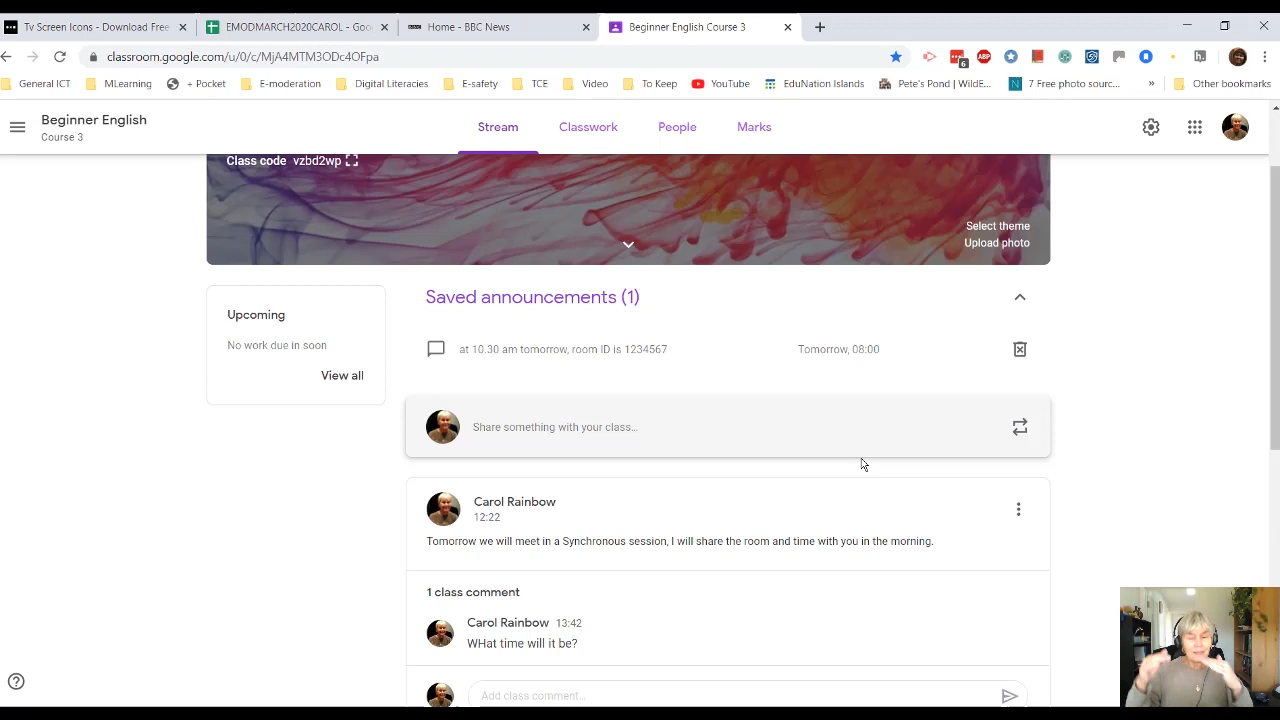 Tv Screen Icons - Download Free
EMODMARCH2020CAROL - Goo
Home - BBC News
Beginner English Course 3
classroom.google.com/u/0/c/MjA4MTM3ODc4OFpa
General ICT
MLearning
+ Pocket
E-moderation
Digital Literacies
E-safety
TCE
Video
To Keep
YouTube
EduNation Islands
Pete's Pond | WildE...
7 Free photo sourc...
»
Other bookmarks
6
ABP
Beginner English
Course 3
Stream
Classwork
People
Marks
Class code vzbd2wp
Select theme
Upload photo
Upcoming
No work due in soon
View all
Saved announcements (1)
at 10.30 am tomorrow, room ID is 1234567
Tomorrow, 08:00
Share something with your class...
Carol Rainbow
12:22
Tomorrow we will meet in a Synchronous session, I will share the room and time with you in the morning.
1 class comment
Carol Rainbow 13:42
WHat time will it be?
Add class comment...